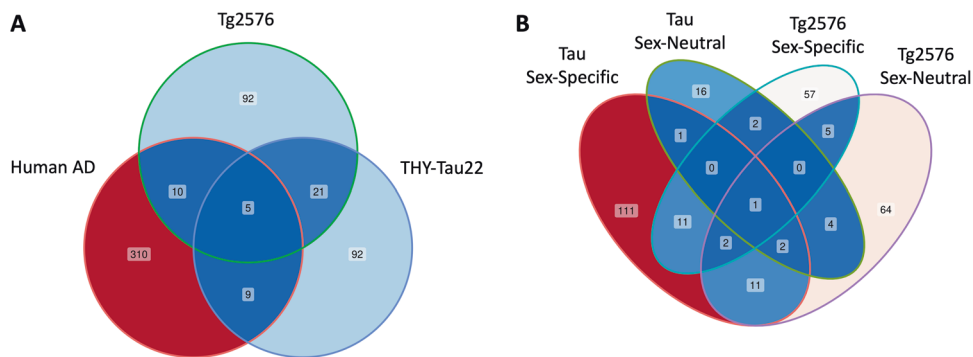 A
Tg2576
92
Human AD
THY-Tau22
10
21
5
310
92
9
B
Tau
Sex-Specific
Tau
Sex-Neutral
Tg2576
Sex-Specific
Tg2576
Sex-Neutral
16
57
1
2
5
0
0
111
11
1
4
64
2
2
11